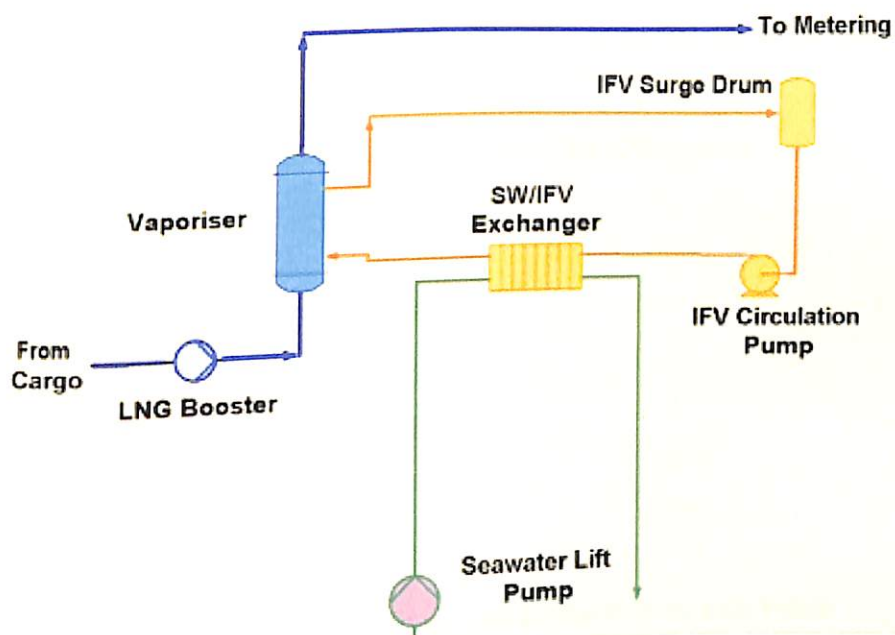 To Metering
IFV Surge Drum
SW/IFV
Exchanger
Vaporiser
IFV Circulation
Pump
From
Cargo
LNG Booster
Seawater Lift
Pump